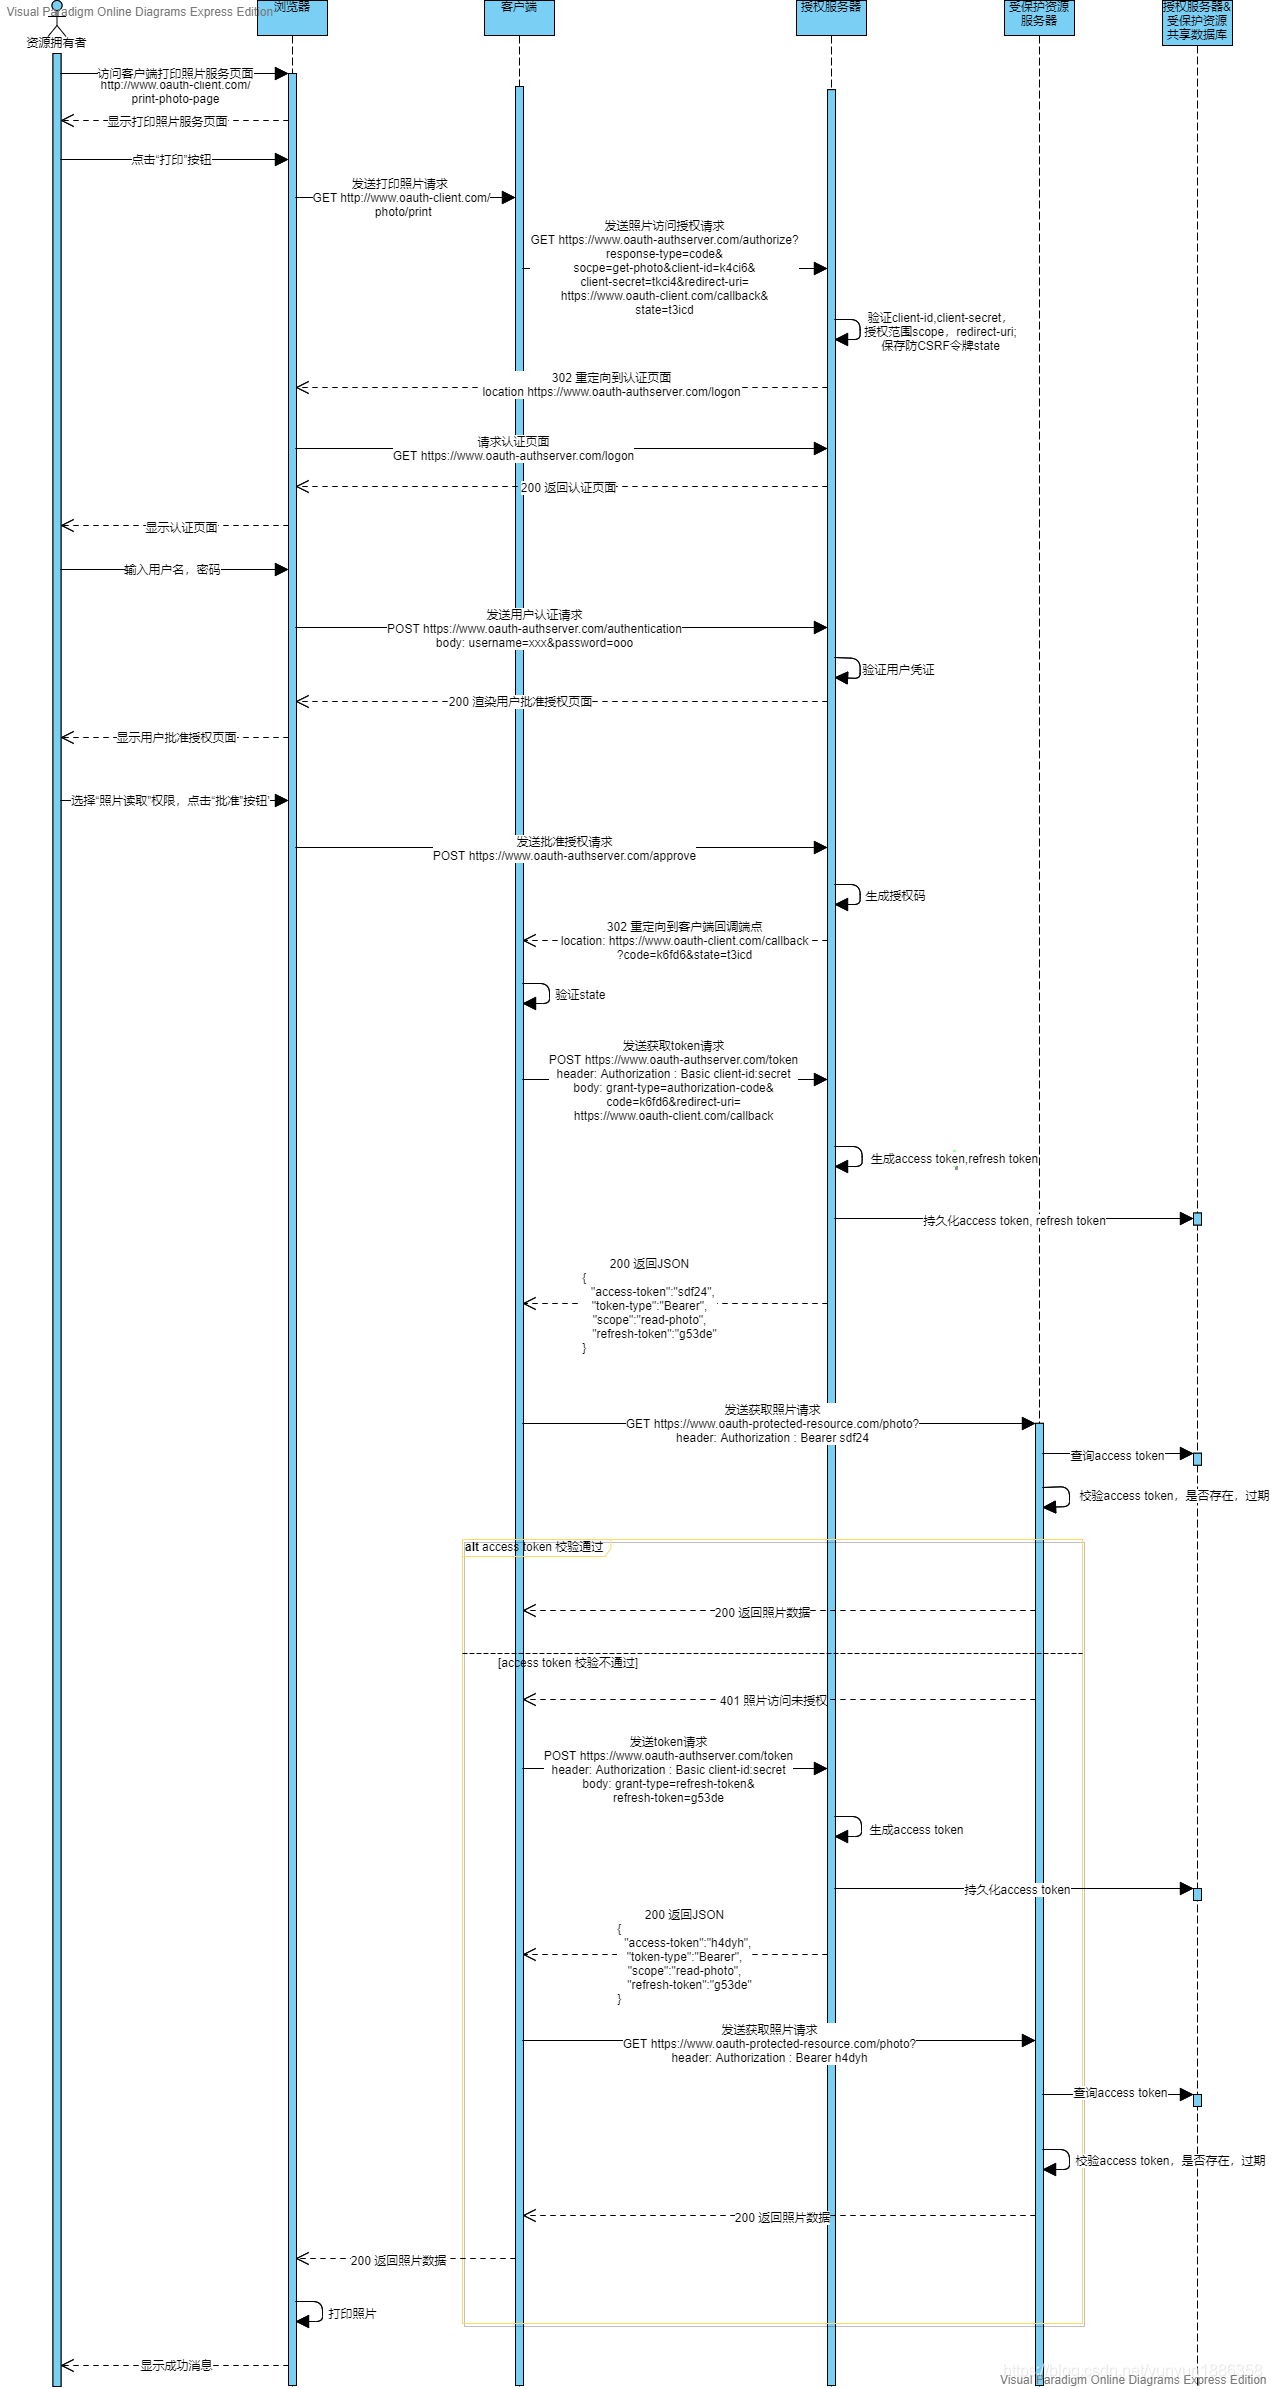 Visual Paradigm Online Diagrams Express Edition
浏览器
客户端
授权服务器
受保护资源
服务器
授权服务器&
受保护资源
共享数据库
资源拥有者
访问客户端打印照片服务页面
http://www.oauth-client.com/
print-photo-page
显示打印照片服务页面
点击“打印”按钮
发送打印照片请求
GET http://www.oauth-client.com/
photo/print
发送照片访问授权请求
GET https://www.oauth-authserver.com/authorize?
response-type=code&
socpe=get-photo&client-id=k4ci6&
client-secret=tkci4&redirect-uri=
https://www.oauth-client.com/callback&
state=t3icd
验证client-id,client-secret，
授权范围scope，redirect-uri;
保存防CSRF令牌state
302 重定向到认证页面
location https://www.oauth-authserver.com/logon
请求认证页面
GET https://www.oauth-authserver.com/logon
200 返回认证页面
显示认证页面
输入用户名，密码
发送用户认证请求
POST https://www.oauth-authserver.com/authentication
body: username=xxx&password=ooo
验证用户凭证
200 渲染用户批准授权页面
显示用户批准授权页面
选择“照片读取”权限，点击“批准”按钮
发送批准授权请求
POST https://www.oauth-authserver.com/approve
生成授权码
302 重定向到客户端回调端点
location: https://www.oauth-client.com/callback
?code=k6fd6&state=t3icd
验证state
发送获取token请求
POST https://www.oauth-authserver.com/token
header: Authorization : Basic client-id:secret
body: grant-type=authorization-code&
code=k6fd6&redirect-uri=
https://www.oauth-client.com/callback
生成access token,refresh token
持久化access token, refresh token
200 返回JSON
{
"access-token":"sdf24",
"token-type":"Bearer",
"scope":"read-photo",
"refresh-token":"g53de"
}
发送获取照片请求
GET https://www.oauth-protected-resource.com/photo?
header: Authorization : Bearer sdf24
查询access token
校验access token，是否存在，过期
alt access token 校验通过
200 返回照片数据
[access token 校验不通过]
401 照片访问未授权
发送token请求
POST https://www.oauth-authserver.com/token
header: Authorization : Basic client-id:secret
body: grant-type=refresh-token&
refresh-token=g53de
生成access token
持久化access token
200 返回JSON
{
"access-token":"h4dyh",
"token-type":"Bearer",
"scope":"read-photo",
"refresh-token":"g53de"
}
发送获取照片请求
GET https://www.oauth-protected-resource.com/photo?
header: Authorization : Bearer h4dyh
查询access token
校验access token，是否存在，过期
200 返回照片数据
200 返回照片数据
打印照片
显示成功消息
Visual Paradigm Online Diagrams Express Edition